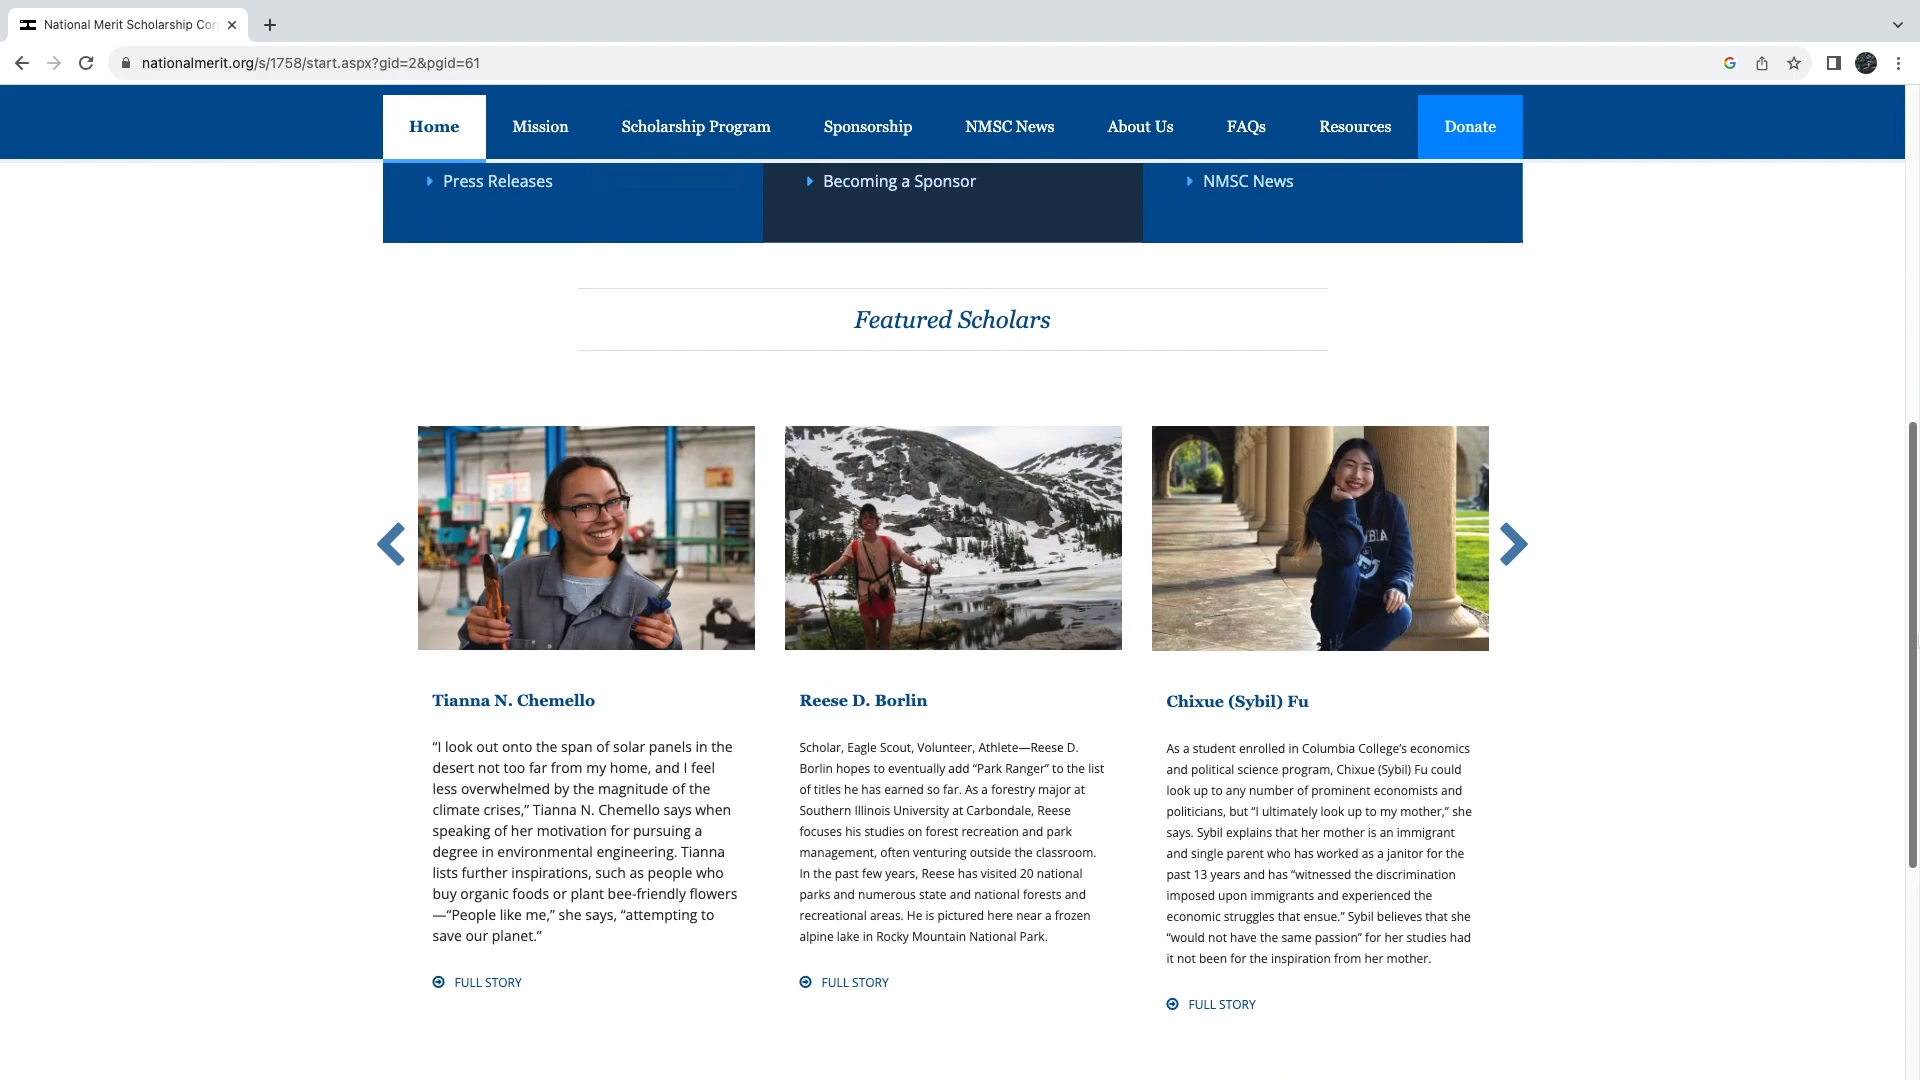 National Merit Scholarship Cor
nationalmerit.org/s/1758/start.aspx?gid=2&pgid=61
Home Mission Scholarship Program Sponsorship NMSC News About Us FAQs Resources Donate
Press Releases
Becoming a Sponsor
NMSC News
Featured Scholars
Tianna N. Chemello
“I look out onto the span of solar panels in the
desert not too far from my home, and I feel
less overwhelmed by the magnitude of the
climate crises,” Tianna N. Chemello says when
speaking of her motivation for pursuing a
degree in environmental engineering. Tianna
lists further inspirations, such as people who
buy organic foods or plant bee-friendly flowers
—“People like me,” she says, “attempting to
save our planet.”
FULL STORY
Reese D. Borlin
Scholar, Eagle Scout, Volunteer, Athlete—Reese D.
Borlin hopes to eventually add “Park Ranger” to the list
of titles he has earned so far. As a forestry major at
Southern Illinois University at Carbondale, Reese
focuses his studies on forest recreation and park
management, often venturing outside the classroom.
In the past few years, Reese has visited 20 national
parks and numerous state and national forests and
recreational areas. He is pictured here near a frozen
alpine lake in Rocky Mountain National Park.
FULL STORY
Chixue (Sybil) Fu
As a student enrolled in Columbia College’s economics
and political science program, Chixue (Sybil) Fu could
look up to any number of prominent economists and
politicians, but “I ultimately look up to my mother,” she
says. Sybil explains that her mother is an immigrant
and single parent who has worked as a janitor for the
past 13 years and has “witnessed the discrimination
imposed upon immigrants and experienced the
economic struggles that ensue.” Sybil believes that she
“would not have the same passion” for her studies had
it not been for the inspiration from her mother.
FULL STORY